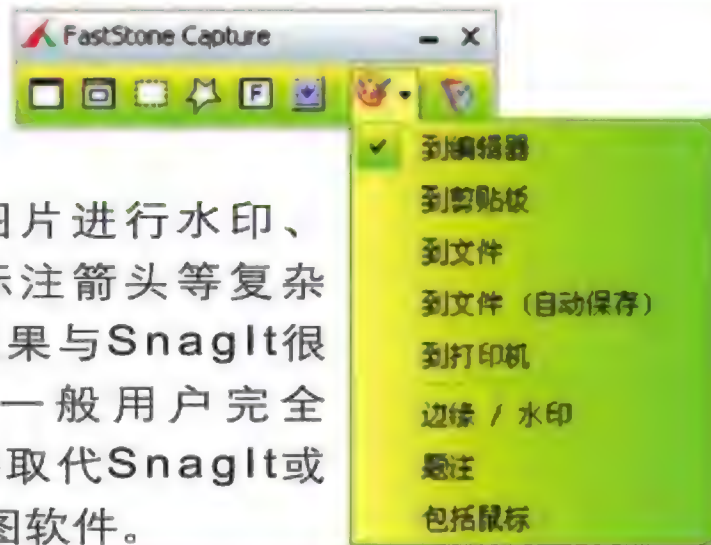 FastStone Capture
F
到编辑器
到剪贴板
到文件
到文件（自动保存）
到打印机
边缘 / 水印
题注
包括鼠标
图片进行水印、
标注箭头等复杂
果与SnagIt很
一般用户完全
取代SnagIt或
图软件。